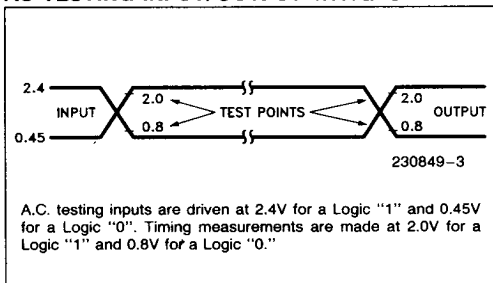 2.4
INPUT
0.45
2.0
0.8
TEST POINTS
2.0
0.8
OUTPUT
230849-3
A.C. testing inputs are driven at 2.4V for a Logic "1" and 0.45V
for a Logic "0". Timing measurements are made at 2.0V for a
Logic "1" and 0.8V for a Logic "0."